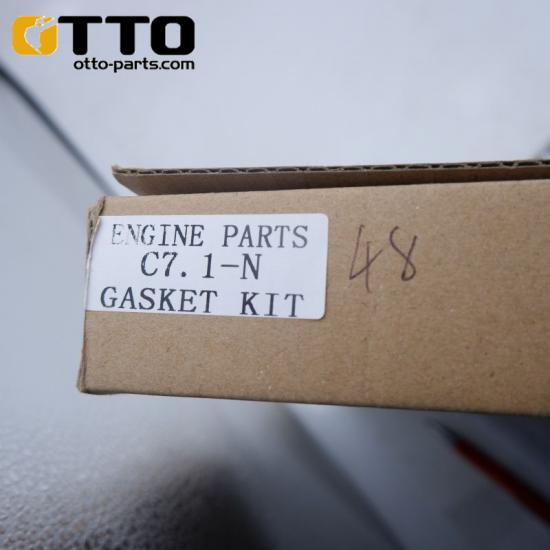 OTTO
otto-parts.com
ENGINE PARTS
C7.1-N
GASKET KIT
48